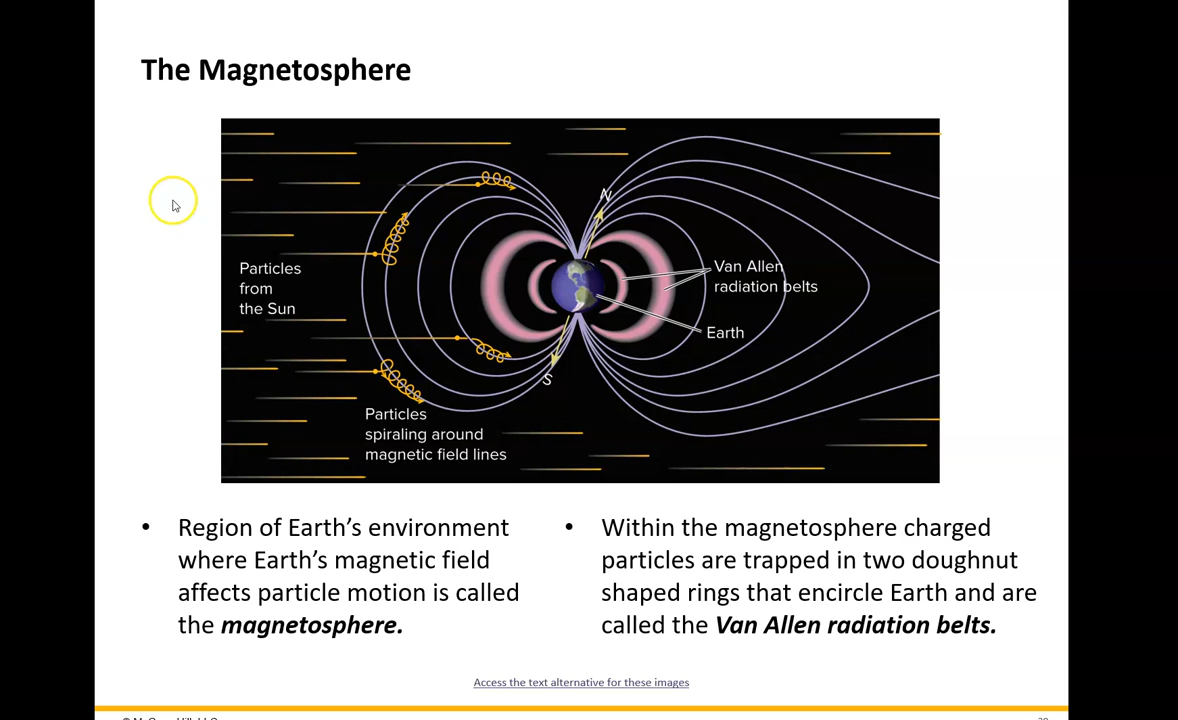 The Magnetosphere
N
Particles
from
the Sun
Van Allen
radiation belts
Earth
S
Particles
spiraling around
magnetic field lines
• Region of Earth’s environment
where Earth’s magnetic field
affects particle motion is called
the magnetosphere.
• Within the magnetosphere charged
particles are trapped in two doughnut
shaped rings that encircle Earth and are
called the Van Allen radiation belts.
Access the text alternative for these images